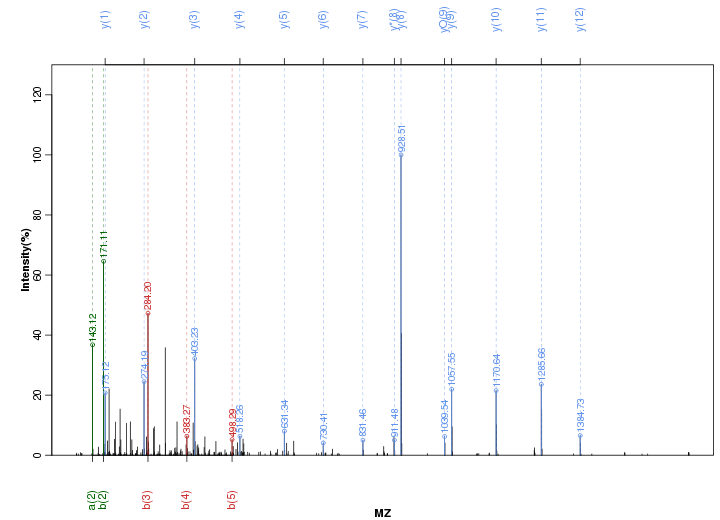 y(1) y(2) y(3) y(4) y(5) y(6) y(7) y*(8) y(8) yO(9) y(9) y(10) y(11) y(12)
120
100
80
60
40
20
0
Intensity(%)
143.12 171.11 175.12 274.19 284.20 383.27 403.23 498.29 518.26 631.34 730.41 831.46 911.48 928.51 1039.54 1057.55 1170.64 1285.66 1384.73
a(2) b(2) b(3) b(4) b(5)
MZ